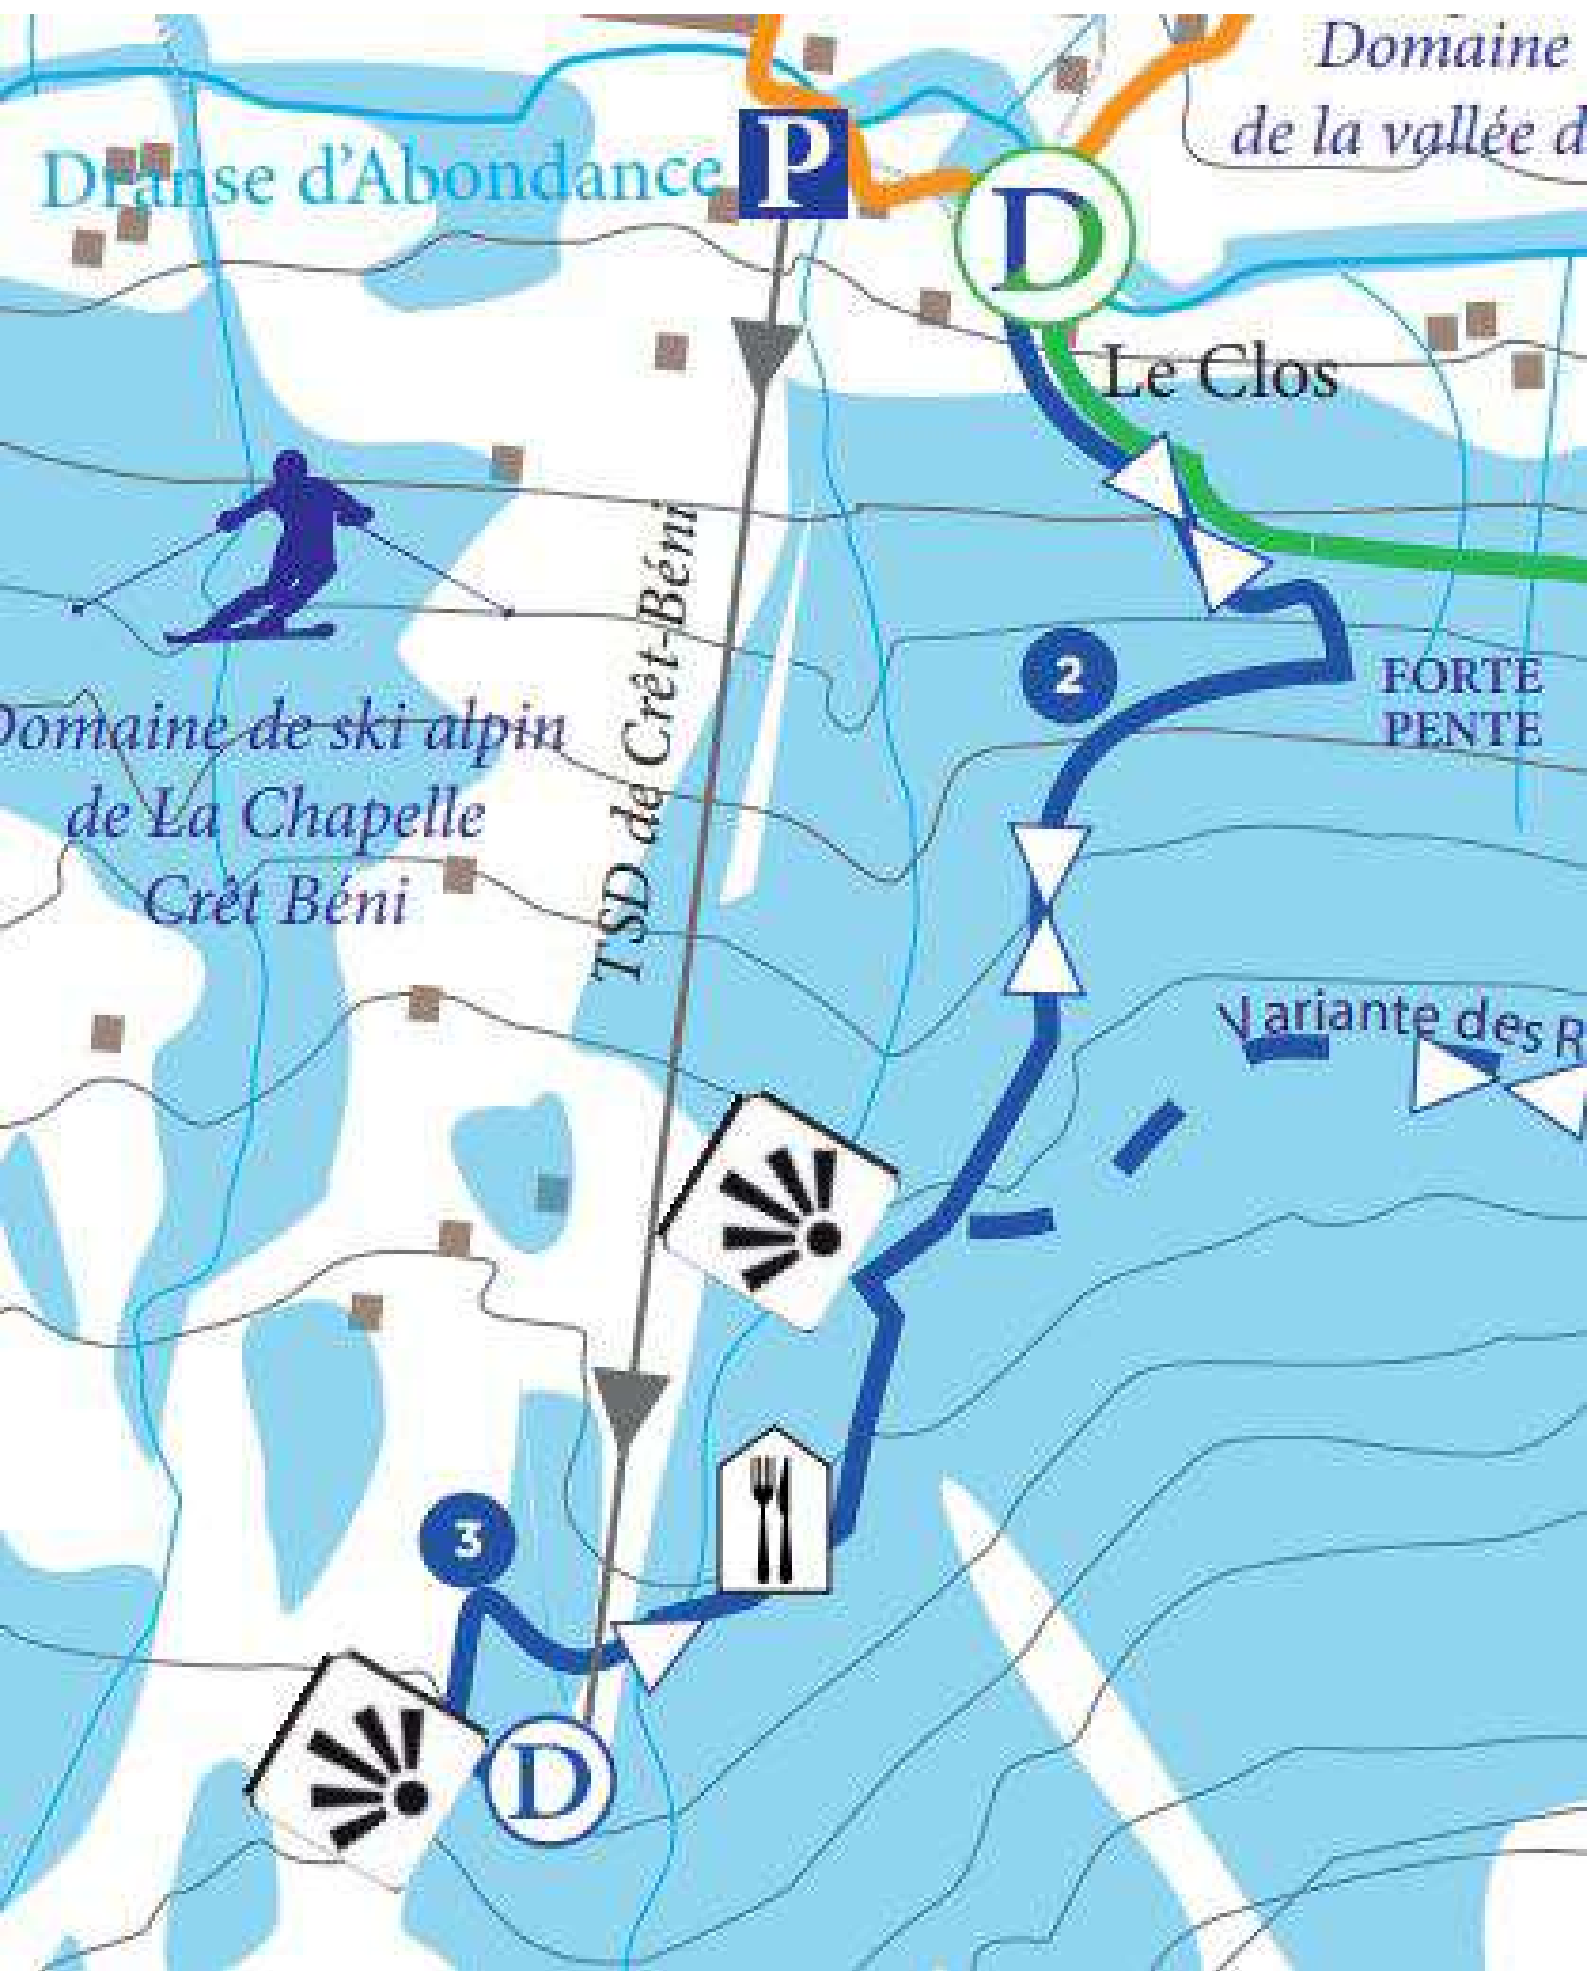 Domaine
de la vallée d
P
Dranse d'Abondance
D
Le Clos
TSD de Crêt-Béni
2
FORTE
PENTE
Domaine de ski alpin
de La Chapelle
Crêt Béni
Variante des R
3
D